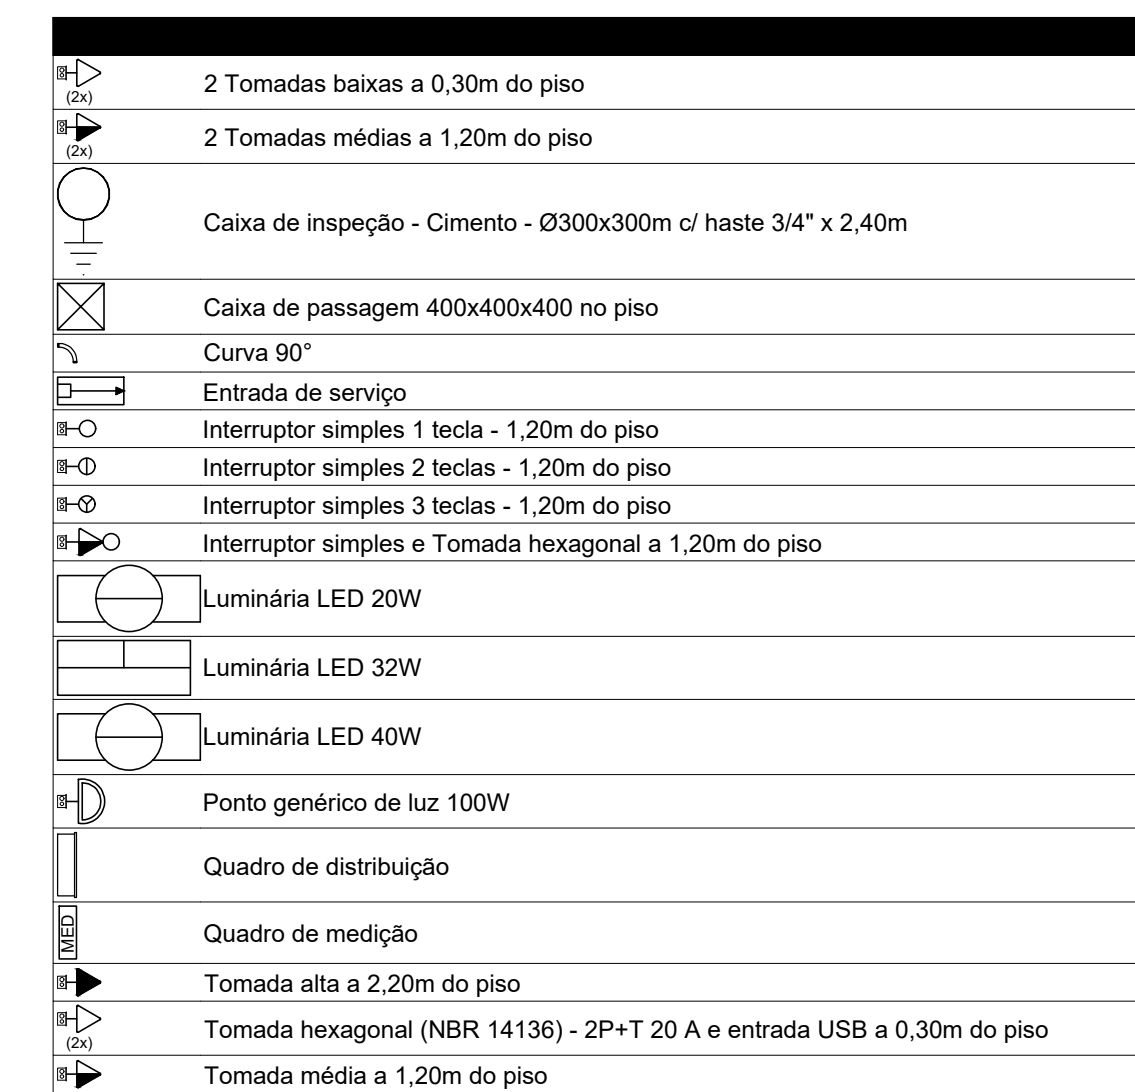 (2x) 2 Tomadas baixas a 0,30m do piso
(2x) 2 Tomadas médias a 1,20m do piso
Caixa de inspeção - Cimento - Ø300x300m c/ haste 3/4" x 2,40m
Caixa de passagem 400x400x400 no piso
Curva 90°
Entrada de serviço
Interruptor simples 1 tecla - 1,20m do piso
Interruptor simples 2 teclas - 1,20m do piso
Interruptor simples 3 teclas - 1,20m do piso
Interruptor simples e Tomada hexagonal a 1,20m do piso
Luminária LED 20W
Luminária LED 32W
Luminária LED 40W
Ponto genérico de luz 100W
Quadro de distribuição
MED Quadro de medição
Tomada alta a 2,20m do piso
(2x) Tomada hexagonal (NBR 14136) - 2P+T 20 A e entrada USB a 0,30m do piso
Tomada média a 1,20m do piso